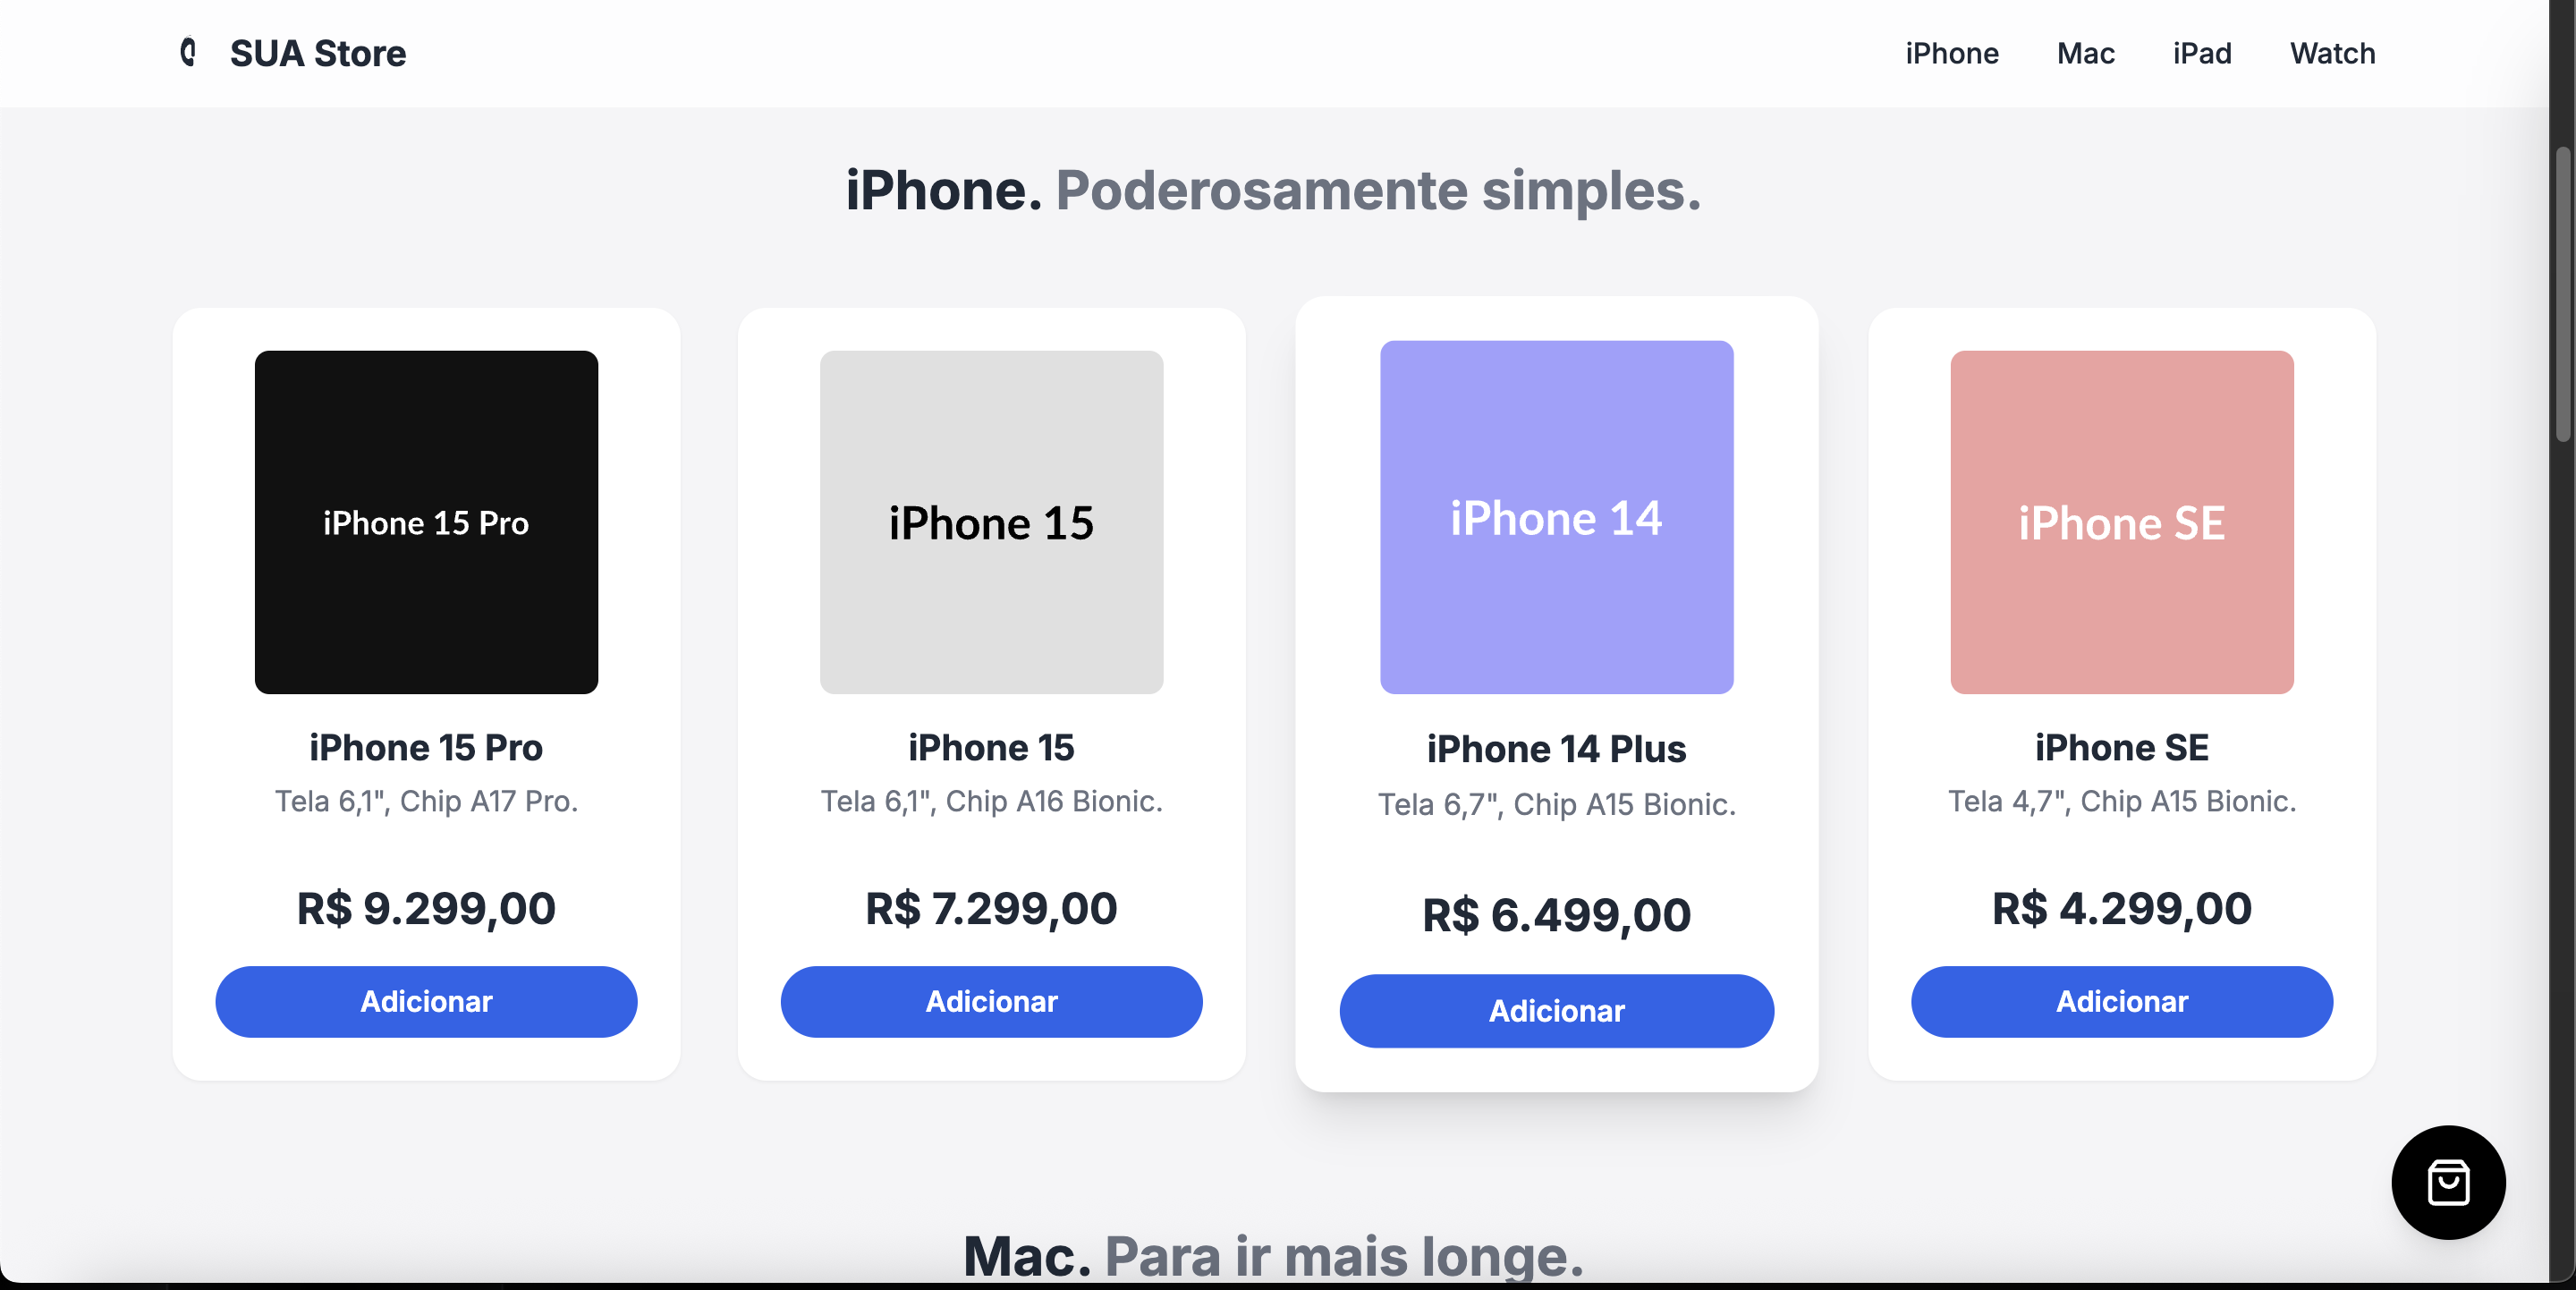 SUA Store
iPhone Mac iPad Watch
iPhone. Poderosamente simples.
iPhone 15 Pro
iPhone 15 Pro
Tela 6,1", Chip A17 Pro.
R$ 9.299,00
Adicionar
iPhone 15
iPhone 15
Tela 6,1", Chip A16 Bionic.
R$ 7.299,00
Adicionar
iPhone 14
iPhone 14 Plus
Tela 6,7", Chip A15 Bionic.
R$ 6.499,00
Adicionar
iPhone SE
iPhone SE
Tela 4,7", Chip A15 Bionic.
R$ 4.299,00
Adicionar
Mac. Para ir mais longe.